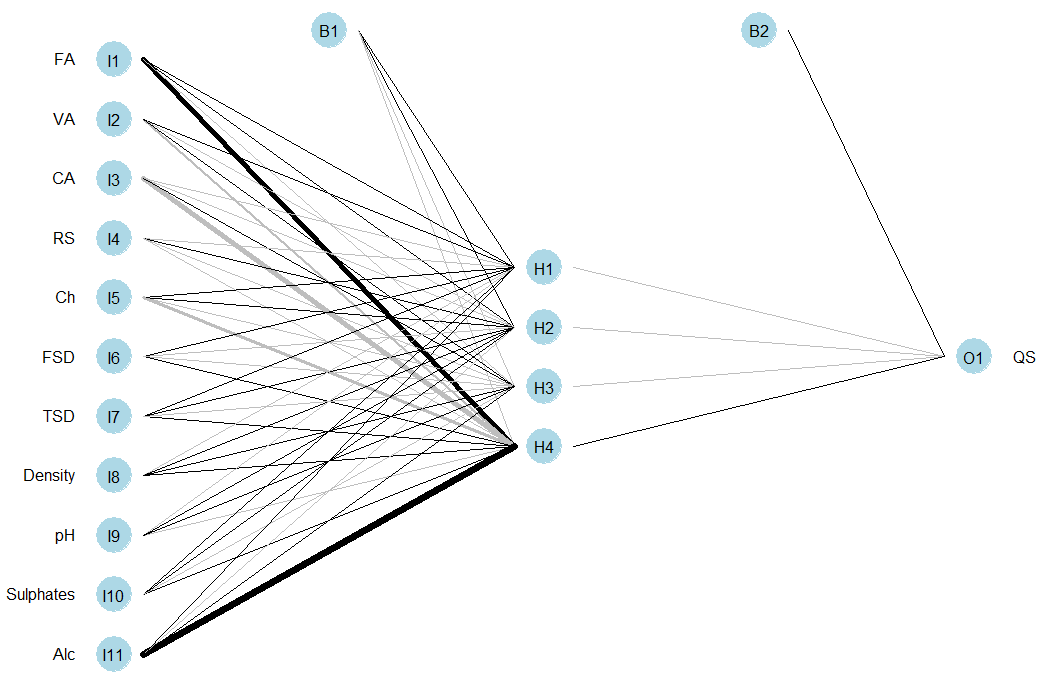 B1
B2
FA I1
VA I2
CA I3
RS I4
H1
Ch I5
H2
FSD I6
O1 QS
H3
TSD I7
H4
Density I8
pH I9
Sulphates I10
Alc I11